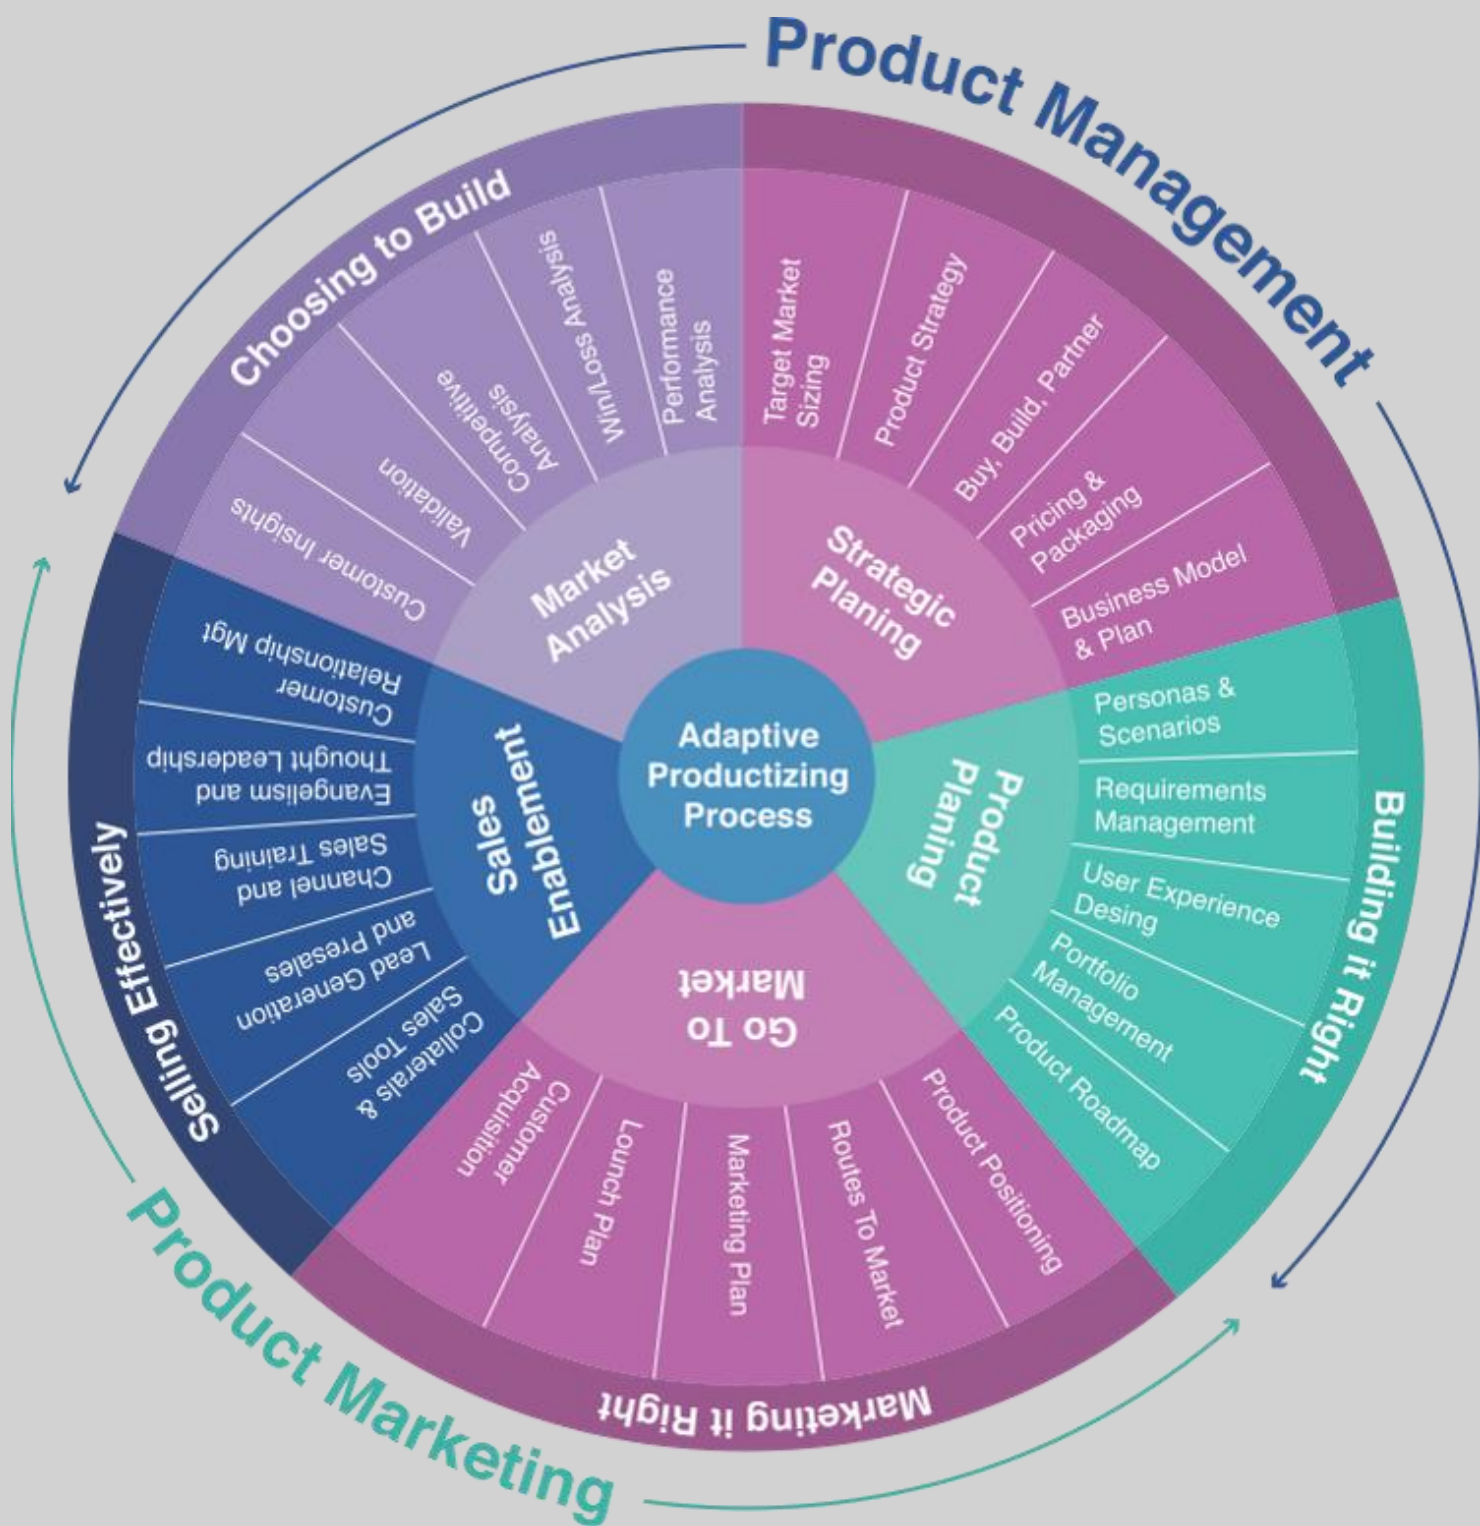 Product Management
Choosing to Build
Customer Insights
Validation
Competitive
Analysis
Win/Loss Analysis
Performance
Analysis
Market
Analysis
Target Market
Sizing
Product Strategy
Buy, Build, Partner
Pricing &
Packaging
Business Model
& Plan
Strategic
Planing
Adaptive
Productizing
Process
Building it Right
Personas &
Scenarios
Requirements
Management
User Experience
Desing
Portfolio
Management
Product Roadmap
Product
Planing
Marketing it Right
Product Positioning
Routes To Market
Marketing Plan
Lounch Plan
Customer
Acquisition
Go To
Market
Selling Effectively
Collaterals &
Sales Tools
Lead Generation
and Presales
Channel and
Sales Training
Evangelism and
Thought Leadership
Customer
Relationship Mgt
Sales
Enablement
Product Marketing